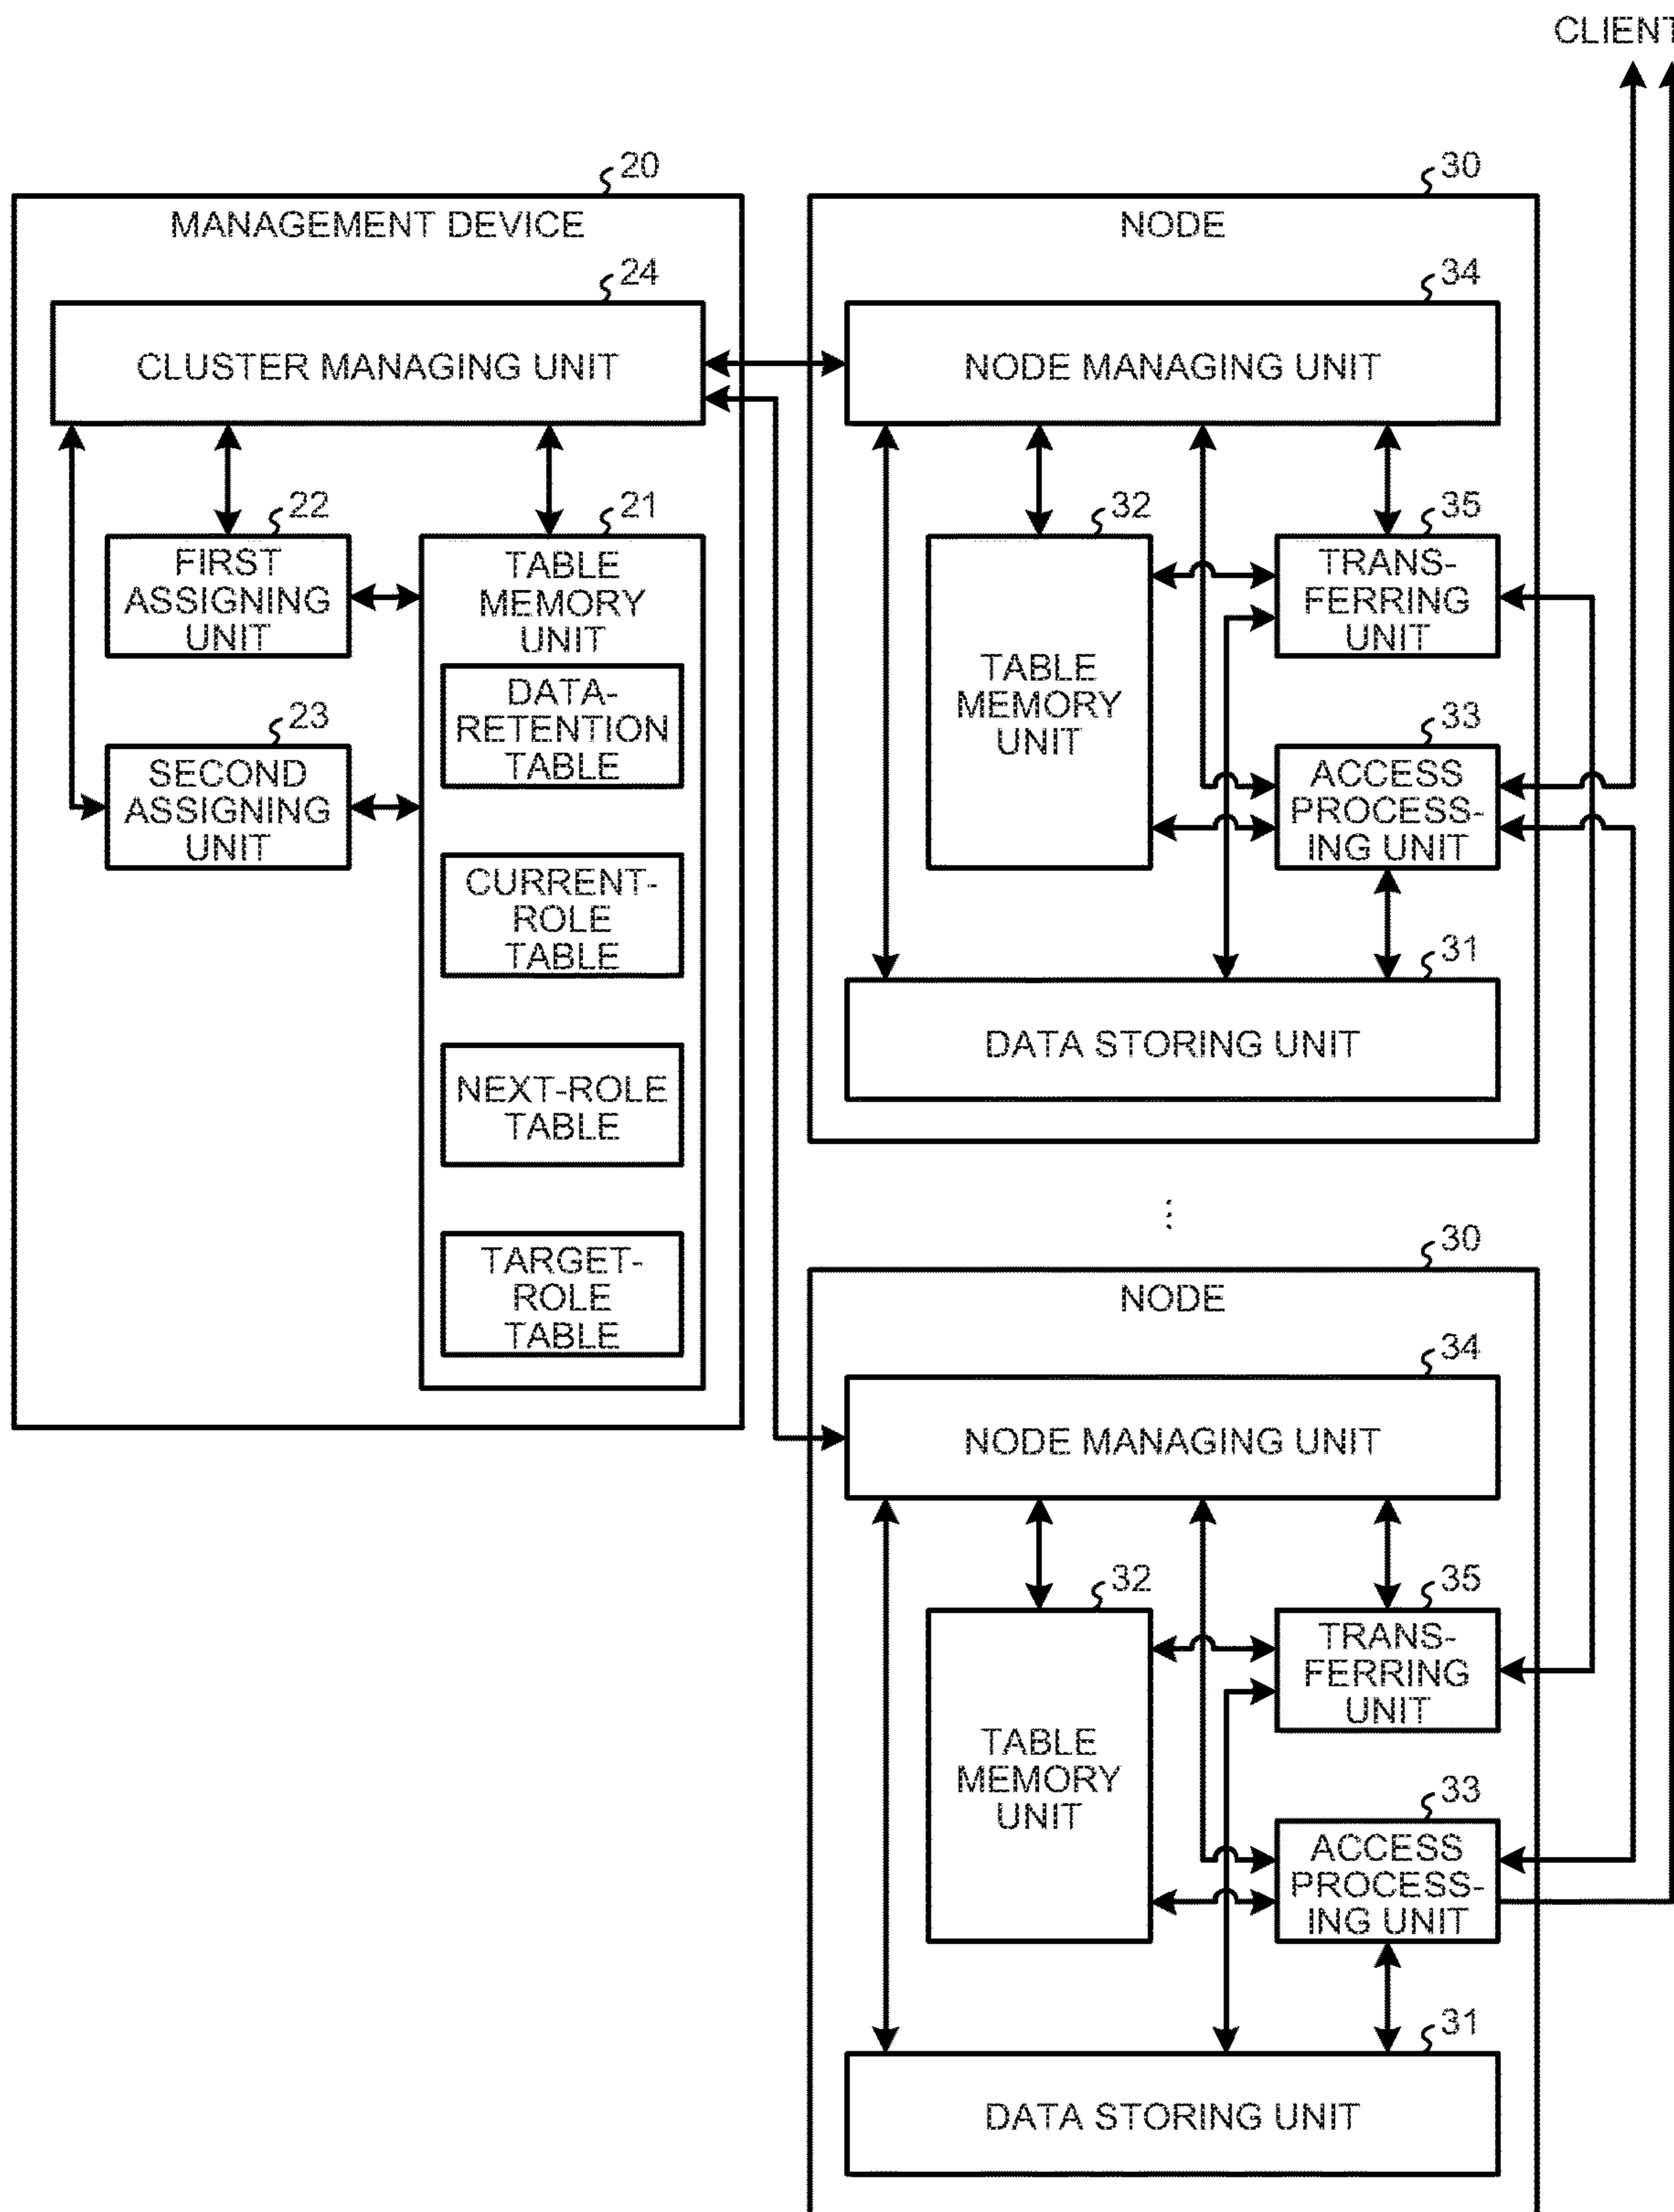 CLIENT
20
MANAGEMENT DEVICE
24
CLUSTER MANAGING UNIT
22
FIRST
ASSIGNING
UNIT
21
TABLE
MEMORY
UNIT
DATA-
RETENTION
TABLE
23
SECOND
ASSIGNING
UNIT
CURRENT-
ROLE
TABLE
NEXT-ROLE
TABLE
TARGET-
ROLE
TABLE
30
NODE
34
NODE MANAGING UNIT
32
TABLE
MEMORY
UNIT
35
TRANS-
FERRING
UNIT
33
ACCESS
PROCESS-
ING UNIT
31
DATA STORING UNIT
⋮
30
NODE
34
NODE MANAGING UNIT
32
TABLE
MEMORY
UNIT
35
TRANS-
FERRING
UNIT
33
ACCESS
PROCESS-
ING UNIT
31
DATA STORING UNIT